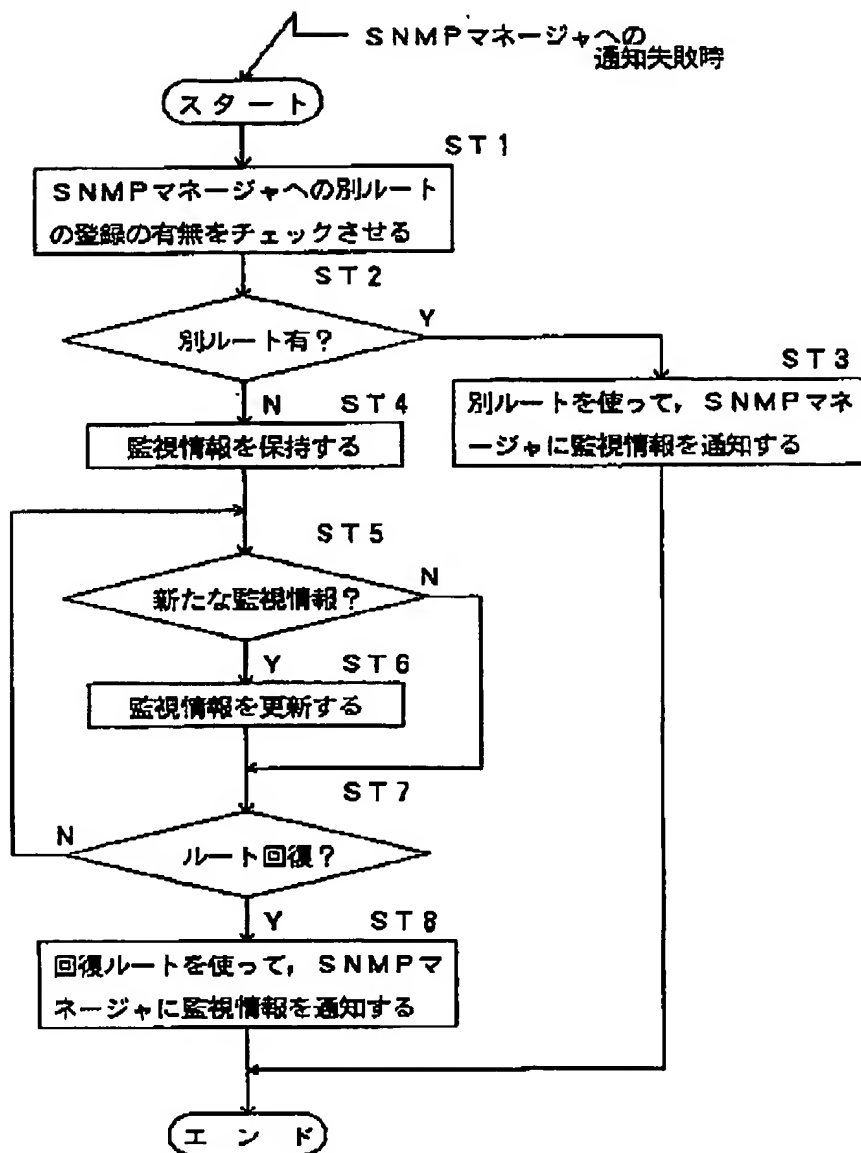 SNMPマネージャへの
通知失敗時
スタート
ST1
SNMPマネージャへの別ルート
の登録の有無をチェックさせる
ST2
別ルート有?
Y
N
ST3
別ルートを使って,SNMPマネ
ージャに監視情報を通知する
ST4
監視情報を保持する
ST5
新たな監視情報?
N
Y
ST6
監視情報を更新する
ST7
ルート回復?
N
Y
ST8
回復ルートを使って,SNMPマ
ネージャに監視情報を通知する
エンド